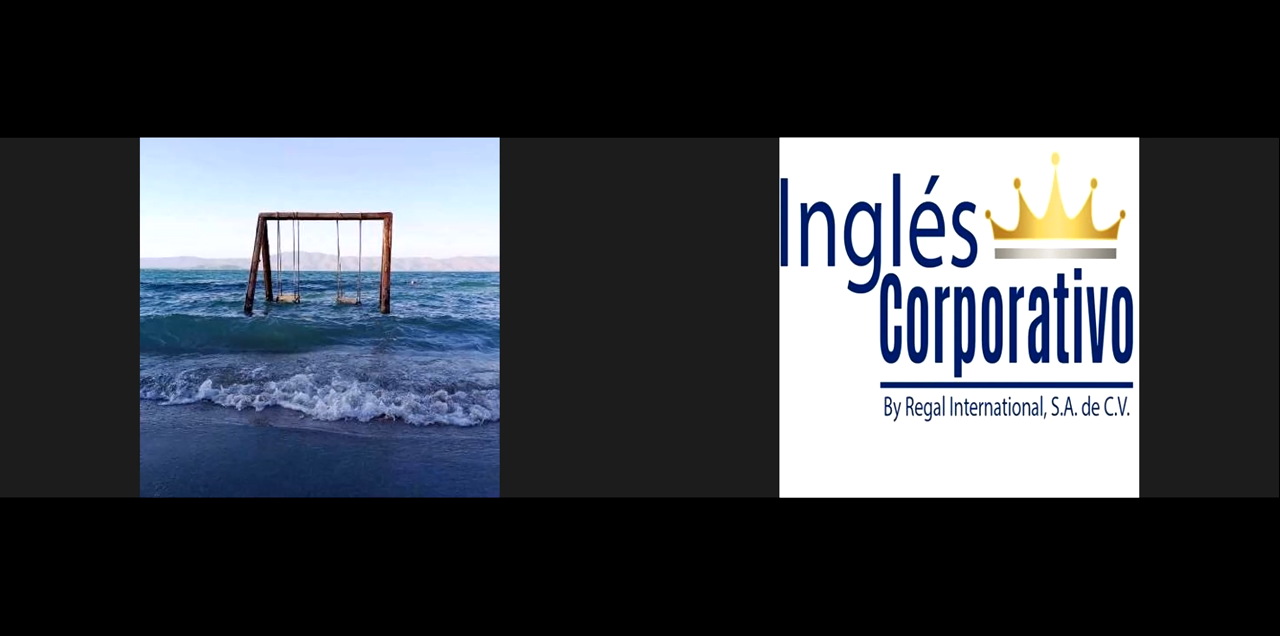 Inglés
Corporativo
By Regal International, S.A. de C.V.